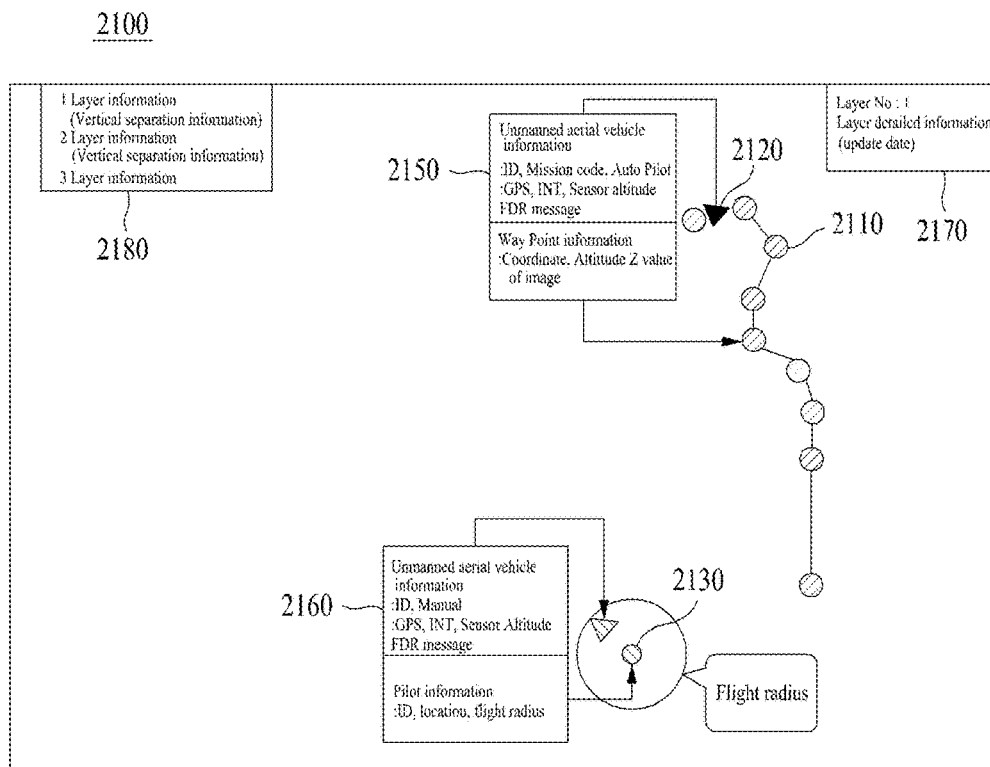 2100
1 Layer information
(Vertical separation information)
2 Layer information
(Vertical separation information)
3 Layer information
2180
2150
Unmanned aerial vehicle
information
:ID, Mission code, Auto Pilot
:GPS, INT, Sensor altitude
FDR message
Way Point information
:Coordinate, Altittude Z value
of image
2120
2110
Layer No : 1
Layer detailed information
(update date)
2170
2160
Unmanned aerial vehicle
information
:ID, Manual
:GPS, INT, Sensor Altitude
FDR message
Pilot information
:ID, location, flight radius
2130
Flight radius